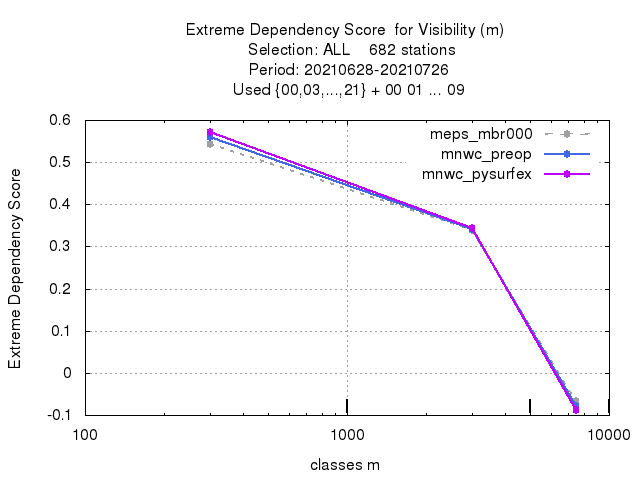 Extreme Dependency Score  for Visibility (m)
Selection: ALL    682 stations
Period: 20210628-20210726
Used {00,03,...,21} + 00 01 ... 09
meps_mbr000
mnwc_preop
mnwc_pysurfex
Extreme Dependency Score
0.6
0.5
0.4
0.3
0.2
0.1
0
-0.1
100 1000 10000
classes m